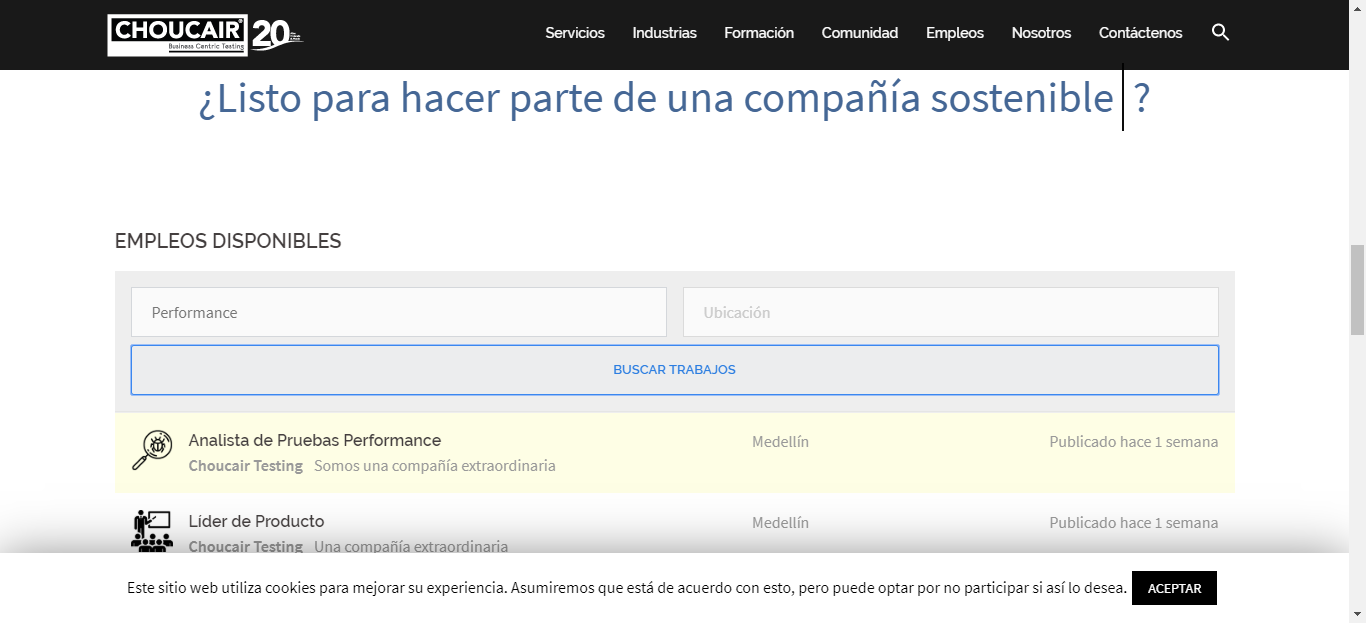 CHOUCAIR®
Business Centric Testing
20
Servicios Industrias Formación Comunidad Empleos Nosotros Contáctenos
¿Listo para hacer parte de una compañía sostenible ?
EMPLEOS DISPONIBLES
Performance Ubicación
BUSCAR TRABAJOS
Analista de Pruebas Performance Medellín Publicado hace 1 semana
Choucair Testing Somos una compañía extraordinaria
Líder de Producto Medellín Publicado hace 1 semana
Choucair Testing Una compañía extraordinaria
Este sitio web utiliza cookies para mejorar su experiencia. Asumiremos que está de acuerdo con esto, pero puede optar por no participar si así lo desea. ACEPTAR